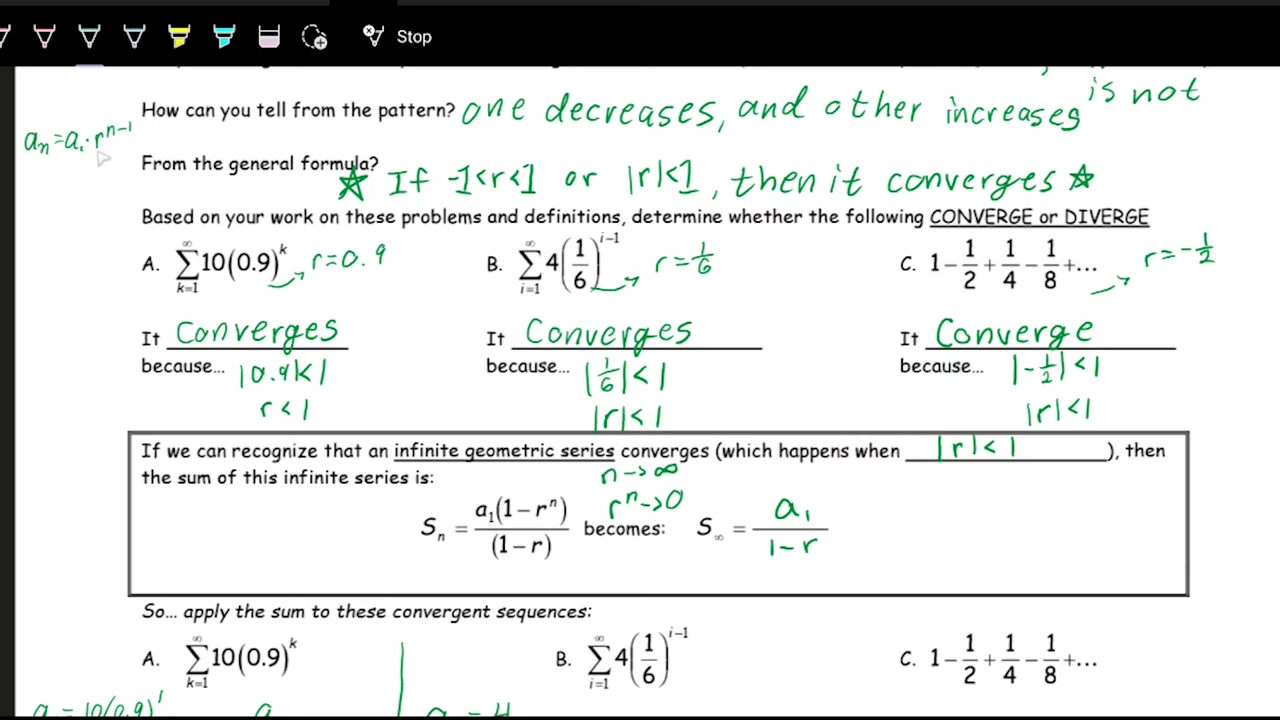 Stop
How can you tell from the pattern? one decreases, and other increases is not
aₙ=a₁·rⁿ⁻¹
From the general formula?
☆ If -1<r<1 or |r|<1, then it converges ☆
Based on your work on these problems and definitions, determine whether the following CONVERGE or DIVERGE
A. ∞ ∑ k=1 10(0.9)ᵏ r=0.9
B. ∞ ∑ i=1 4(1/6)ⁱ⁻¹ r=1/6
C. 1 − 1/2 + 1/4 − 1/8 + ... r=-1/2
It Converges
because... |0.9|<1
r<1
It Converges
because... |1/6|<1
|r|<1
It Converge
because... |-1/2|<1
|r|<1
If we can recognize that an infinite geometric series converges (which happens when |r|<1), then
the sum of this infinite series is:
n->∞
rⁿ->0
Sₙ = a₁(1−rⁿ)/(1−r) becomes: S∞ = a₁/1-r
So... apply the sum to these convergent sequences:
A. ∞ ∑ k=1 10(0.9)ᵏ
B. ∞ ∑ i=1 4(1/6)ⁱ⁻¹
C. 1 − 1/2 + 1/4 − 1/8 + ...